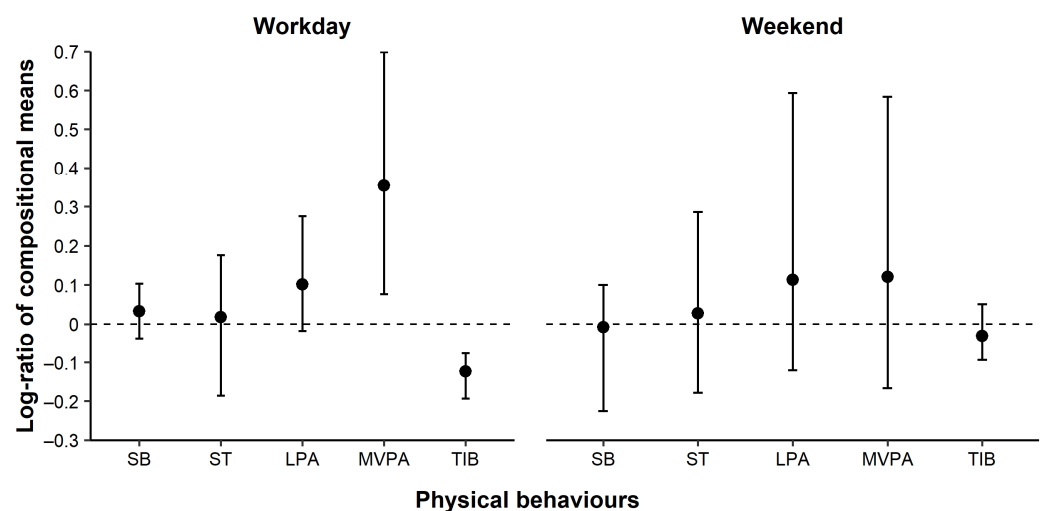 Workday Weekend
Log-ratio of compositional means
0.7
0.6
0.5
0.4
0.3
0.2
0.1
0
–0.1
–0.2
–0.3
SB ST LPA MVPA TIB SB ST LPA MVPA TIB
Physical behaviours